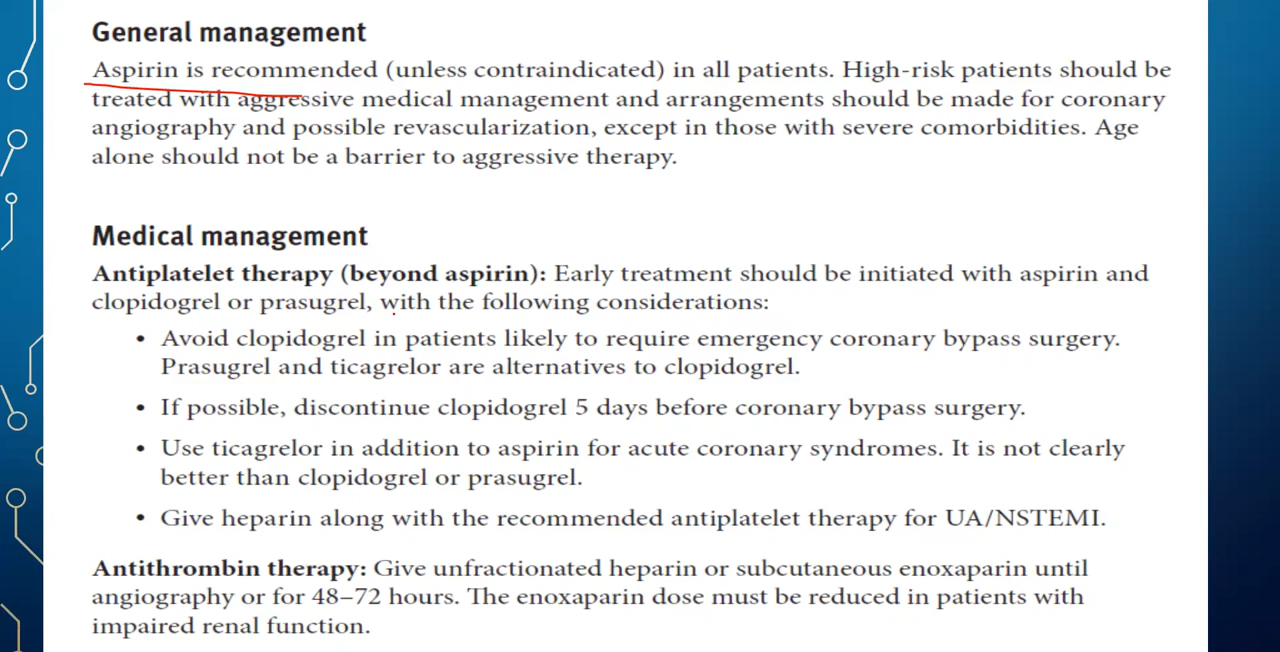 General management
Aspirin is recommended (unless contraindicated) in all patients. High-risk patients should be
treated with aggressive medical management and arrangements should be made for coronary
angiography and possible revascularization, except in those with severe comorbidities. Age
alone should not be a barrier to aggressive therapy.
Medical management
Antiplatelet therapy (beyond aspirin): Early treatment should be initiated with aspirin and
clopidogrel or prasugrel, with the following considerations:
• Avoid clopidogrel in patients likely to require emergency coronary bypass surgery.
Prasugrel and ticagrelor are alternatives to clopidogrel.
• If possible, discontinue clopidogrel 5 days before coronary bypass surgery.
• Use ticagrelor in addition to aspirin for acute coronary syndromes. It is not clearly
better than clopidogrel or prasugrel.
• Give heparin along with the recommended antiplatelet therapy for UA/NSTEMI.
Antithrombin therapy: Give unfractionated heparin or subcutaneous enoxaparin until
angiography or for 48–72 hours. The enoxaparin dose must be reduced in patients with
impaired renal function.